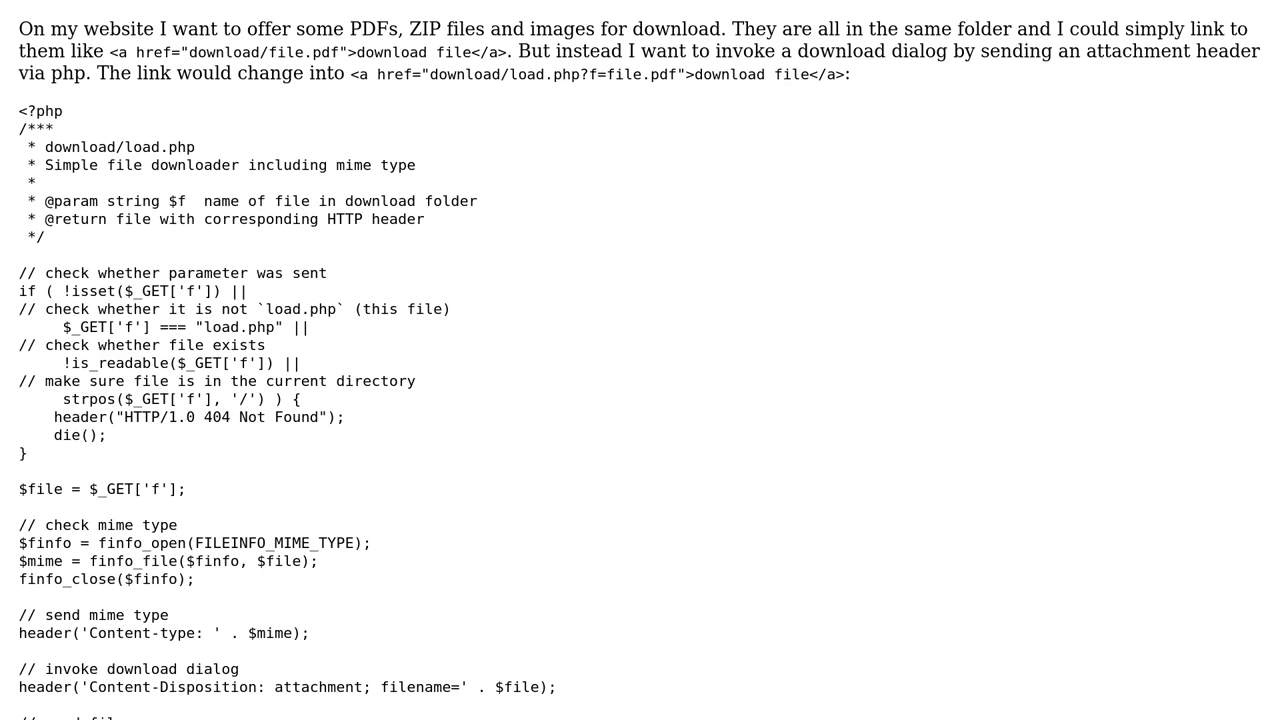 On my website I want to offer some PDFs, ZIP files and images for download. They are all in the same folder and I could simply link to
them like <a href="download/file.pdf">download file</a>. But instead I want to invoke a download dialog by sending an attachment header
via php. The link would change into <a href="download/load.php?f=file.pdf">download file</a>:
<?php
/***
 * download/load.php
 * Simple file downloader including mime type
 *
 * @param string $f  name of file in download folder
 * @return file with corresponding HTTP header
 */
// check whether parameter was sent
if ( !isset($_GET['f']) ||
// check whether it is not `load.php` (this file)
     $_GET['f'] === "load.php" ||
// check whether file exists
     !is_readable($_GET['f']) ||
// make sure file is in the current directory
     strpos($_GET['f'], '/') ) {
    header("HTTP/1.0 404 Not Found");
    die();
}
$file = $_GET['f'];
// check mime type
$finfo = finfo_open(FILEINFO_MIME_TYPE);
$mime = finfo_file($finfo, $file);
finfo_close($finfo);
// send mime type
header('Content-type: ' . $mime);
// invoke download dialog
header('Content-Disposition: attachment; filename=' . $file);